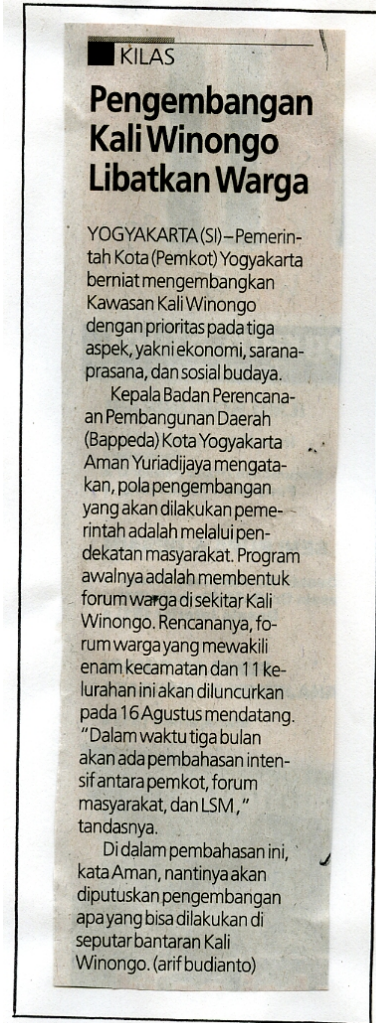 KILAS
Pengembangan
Kali Winongo
Libatkan Warga
YOGYAKARTA (SI) – Pemerin-
tah Kota (Pemkot) Yogyakarta
berniat mengembangkan
Kawasan Kali Winongo
dengan prioritas pada tiga
aspek, yakni ekonomi, sarana-
prasana, dan sosial budaya.
Kepala Badan Perencana-
an Pembangunan Daerah
(Bappeda) Kota Yogyakarta
Aman Yuriadijaya mengata-
kan, pola pengembangan
yang akan dilakukan peme-
rintah adalah melalui pen-
dekatan masyarakat. Program
awalnya adalah membentuk
forum warga di sekitar Kali
Winongo. Rencananya, fo-
rum warga yang mewakili
enam kecamatan dan 11 ke-
lurahan ini akan diluncurkan
pada 16 Agustus mendatang.
"Dalam waktu tiga bulan
akan ada pembahasan inten-
sif antara pemkot, forum
masyarakat, dan LSM,"
tandasnya.
Di dalam pembahasan ini,
kata Aman, nantinya akan
diputuskan pengembangan
apa yang bisa dilakukan di
seputar bantaran Kali
Winongo. (arif budianto)